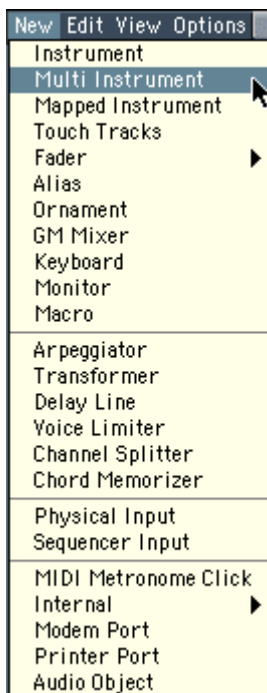 New Edit View Options
Instrument
Multi Instrument
Mapped Instrument
Touch Tracks
Fader
Alias
Ornament
GM Mixer
Keyboard
Monitor
Macro
Arpeggiator
Transformer
Delay Line
Voice Limiter
Channel Splitter
Chord Memorizer
Physical Input
Sequencer Input
MIDI Metronome Click
Internal
Modem Port
Printer Port
Audio Object